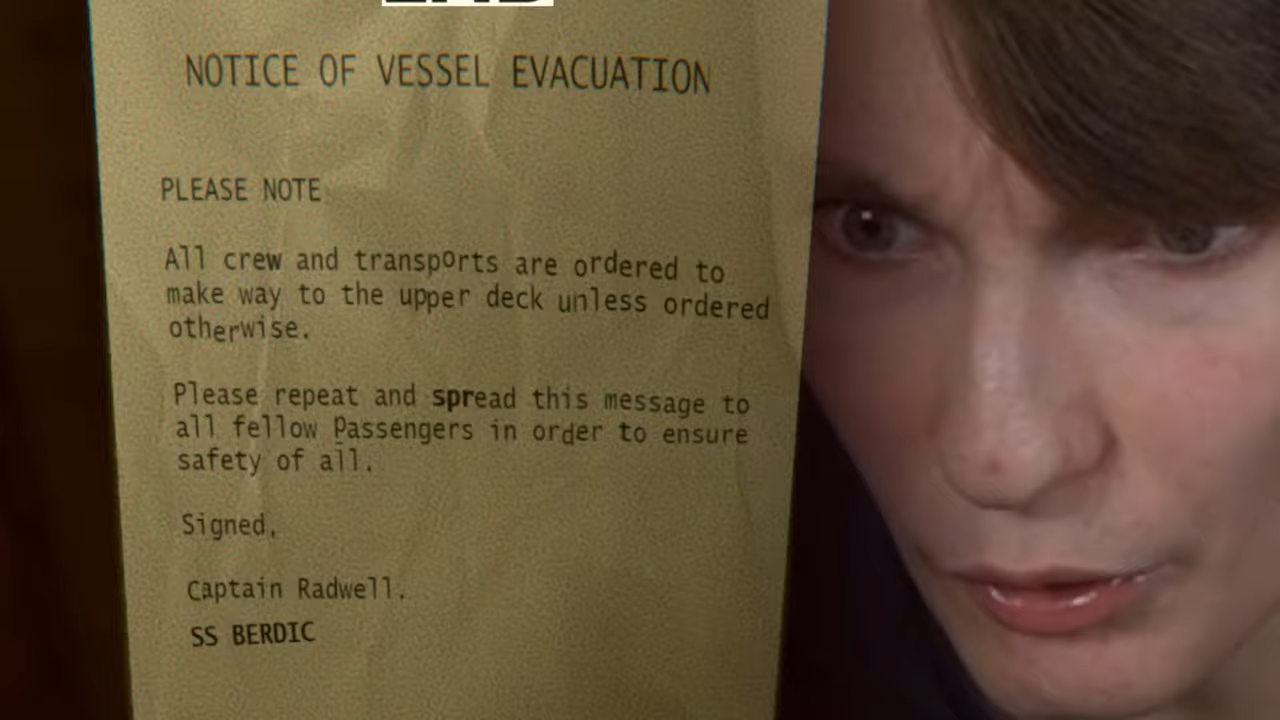 NOTICE OF VESSEL EVACUATION
PLEASE NOTE
All crew and transports are ordered to
make way to the upper deck unless ordered
otherwise.
Please repeat and spread this message to
all fellow Passengers in order to ensure
safety of all.
Signed,
Captain Radwell.
SS BERDIC